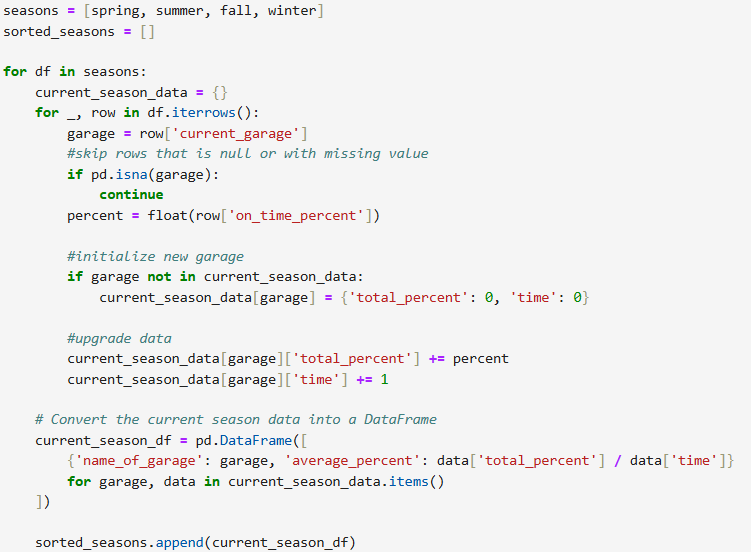 seasons = [spring, summer, fall, winter]
sorted_seasons = []
for df in seasons:
    current_season_data = {}
    for _, row in df.iterrows():
        garage = row['current_garage']
        #skip rows that is null or with missing value
        if pd.isna(garage):
            continue
        percent = float(row['on_time_percent'])
        #initialize new garage
        if garage not in current_season_data:
            current_season_data[garage] = {'total_percent': 0, 'time': 0}
        #upgrade data
        current_season_data[garage]['total_percent'] += percent
        current_season_data[garage]['time'] += 1
    # Convert the current season data into a DataFrame
    current_season_df = pd.DataFrame([
        {'name_of_garage': garage, 'average_percent': data['total_percent'] / data['time']}
        for garage, data in current_season_data.items()
    ])
    sorted_seasons.append(current_season_df)